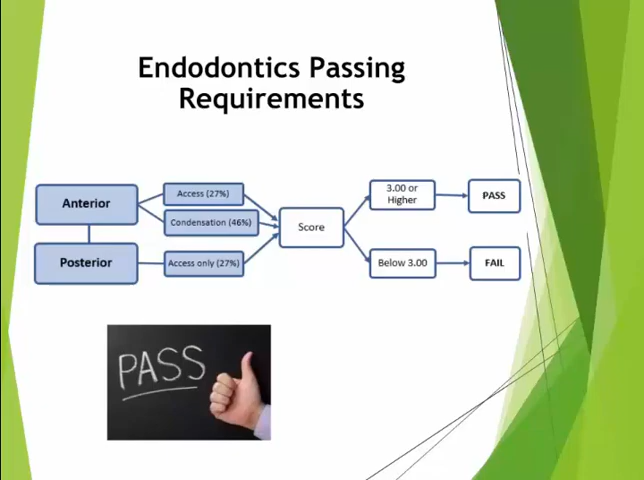 Endodontics Passing
Requirements
Anterior
Access (27%)
Condensation (46%)
Posterior
Access only (27%)
Score
3.00 or
Higher
PASS
Below 3.00
FAIL
PASS